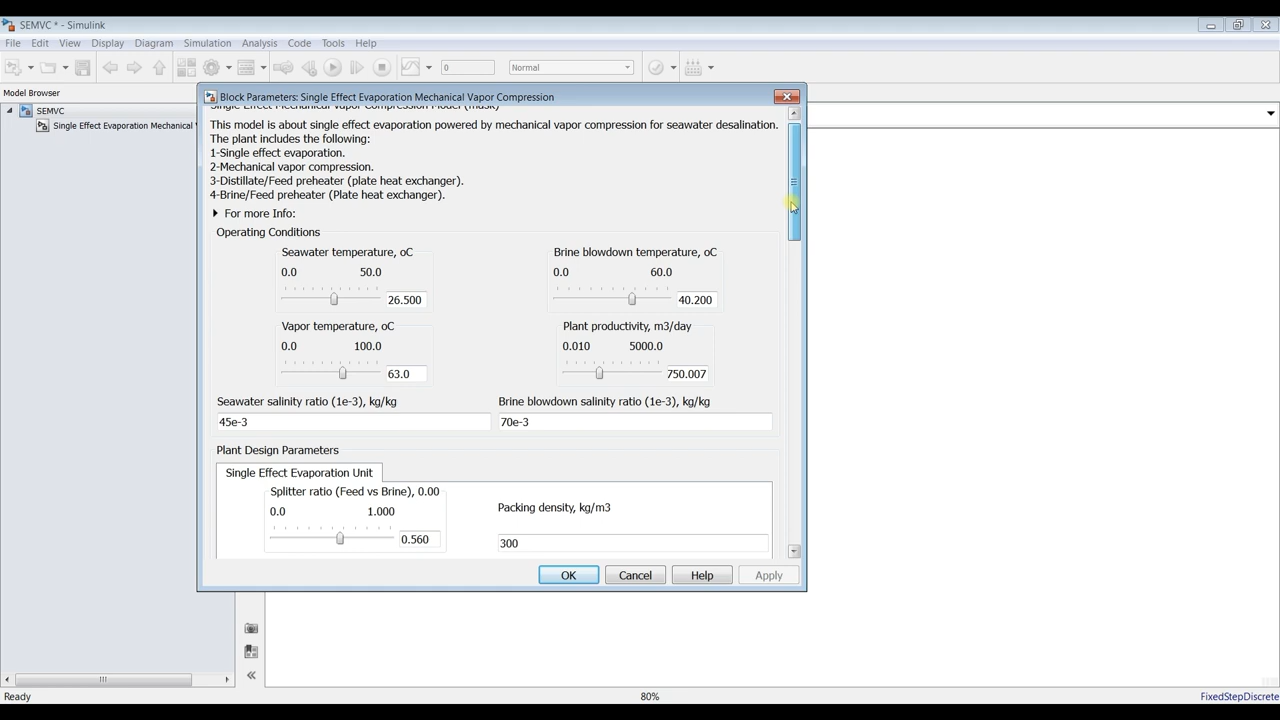 SEMVC * - Simulink
File Edit View Display Diagram Simulation Analysis Code Tools Help
0 Normal
Model Browser
SEMVC
Single Effect Evaporation Mechanical
Block Parameters: Single Effect Evaporation Mechanical Vapor Compression
Single Effect Mechanical Vapor Compression Model (mask)
This model is about single effect evaporation powered by mechanical vapor compression for seawater desalination.
The plant includes the following:
1-Single effect evaporation.
2-Mechanical vapor compression.
3-Distillate/Feed preheater (plate heat exchanger).
4-Brine/Feed preheater (Plate heat exchanger).
For more Info:
Operating Conditions
Seawater temperature, oC Brine blowdown temperature, oC
0.0 50.0 0.0 60.0
26.500 40.200
Vapor temperature, oC Plant productivity, m3/day
0.0 100.0 0.010 5000.0
63.0 750.007
Seawater salinity ratio (1e-3), kg/kg Brine blowdown salinity ratio (1e-3), kg/kg
45e-3 70e-3
Plant Design Parameters
Single Effect Evaporation Unit
Splitter ratio (Feed vs Brine), 0.00
Packing density, kg/m3
0.0 1.000
0.560 300
OK Cancel Help Apply
Ready 80% FixedStepDiscrete